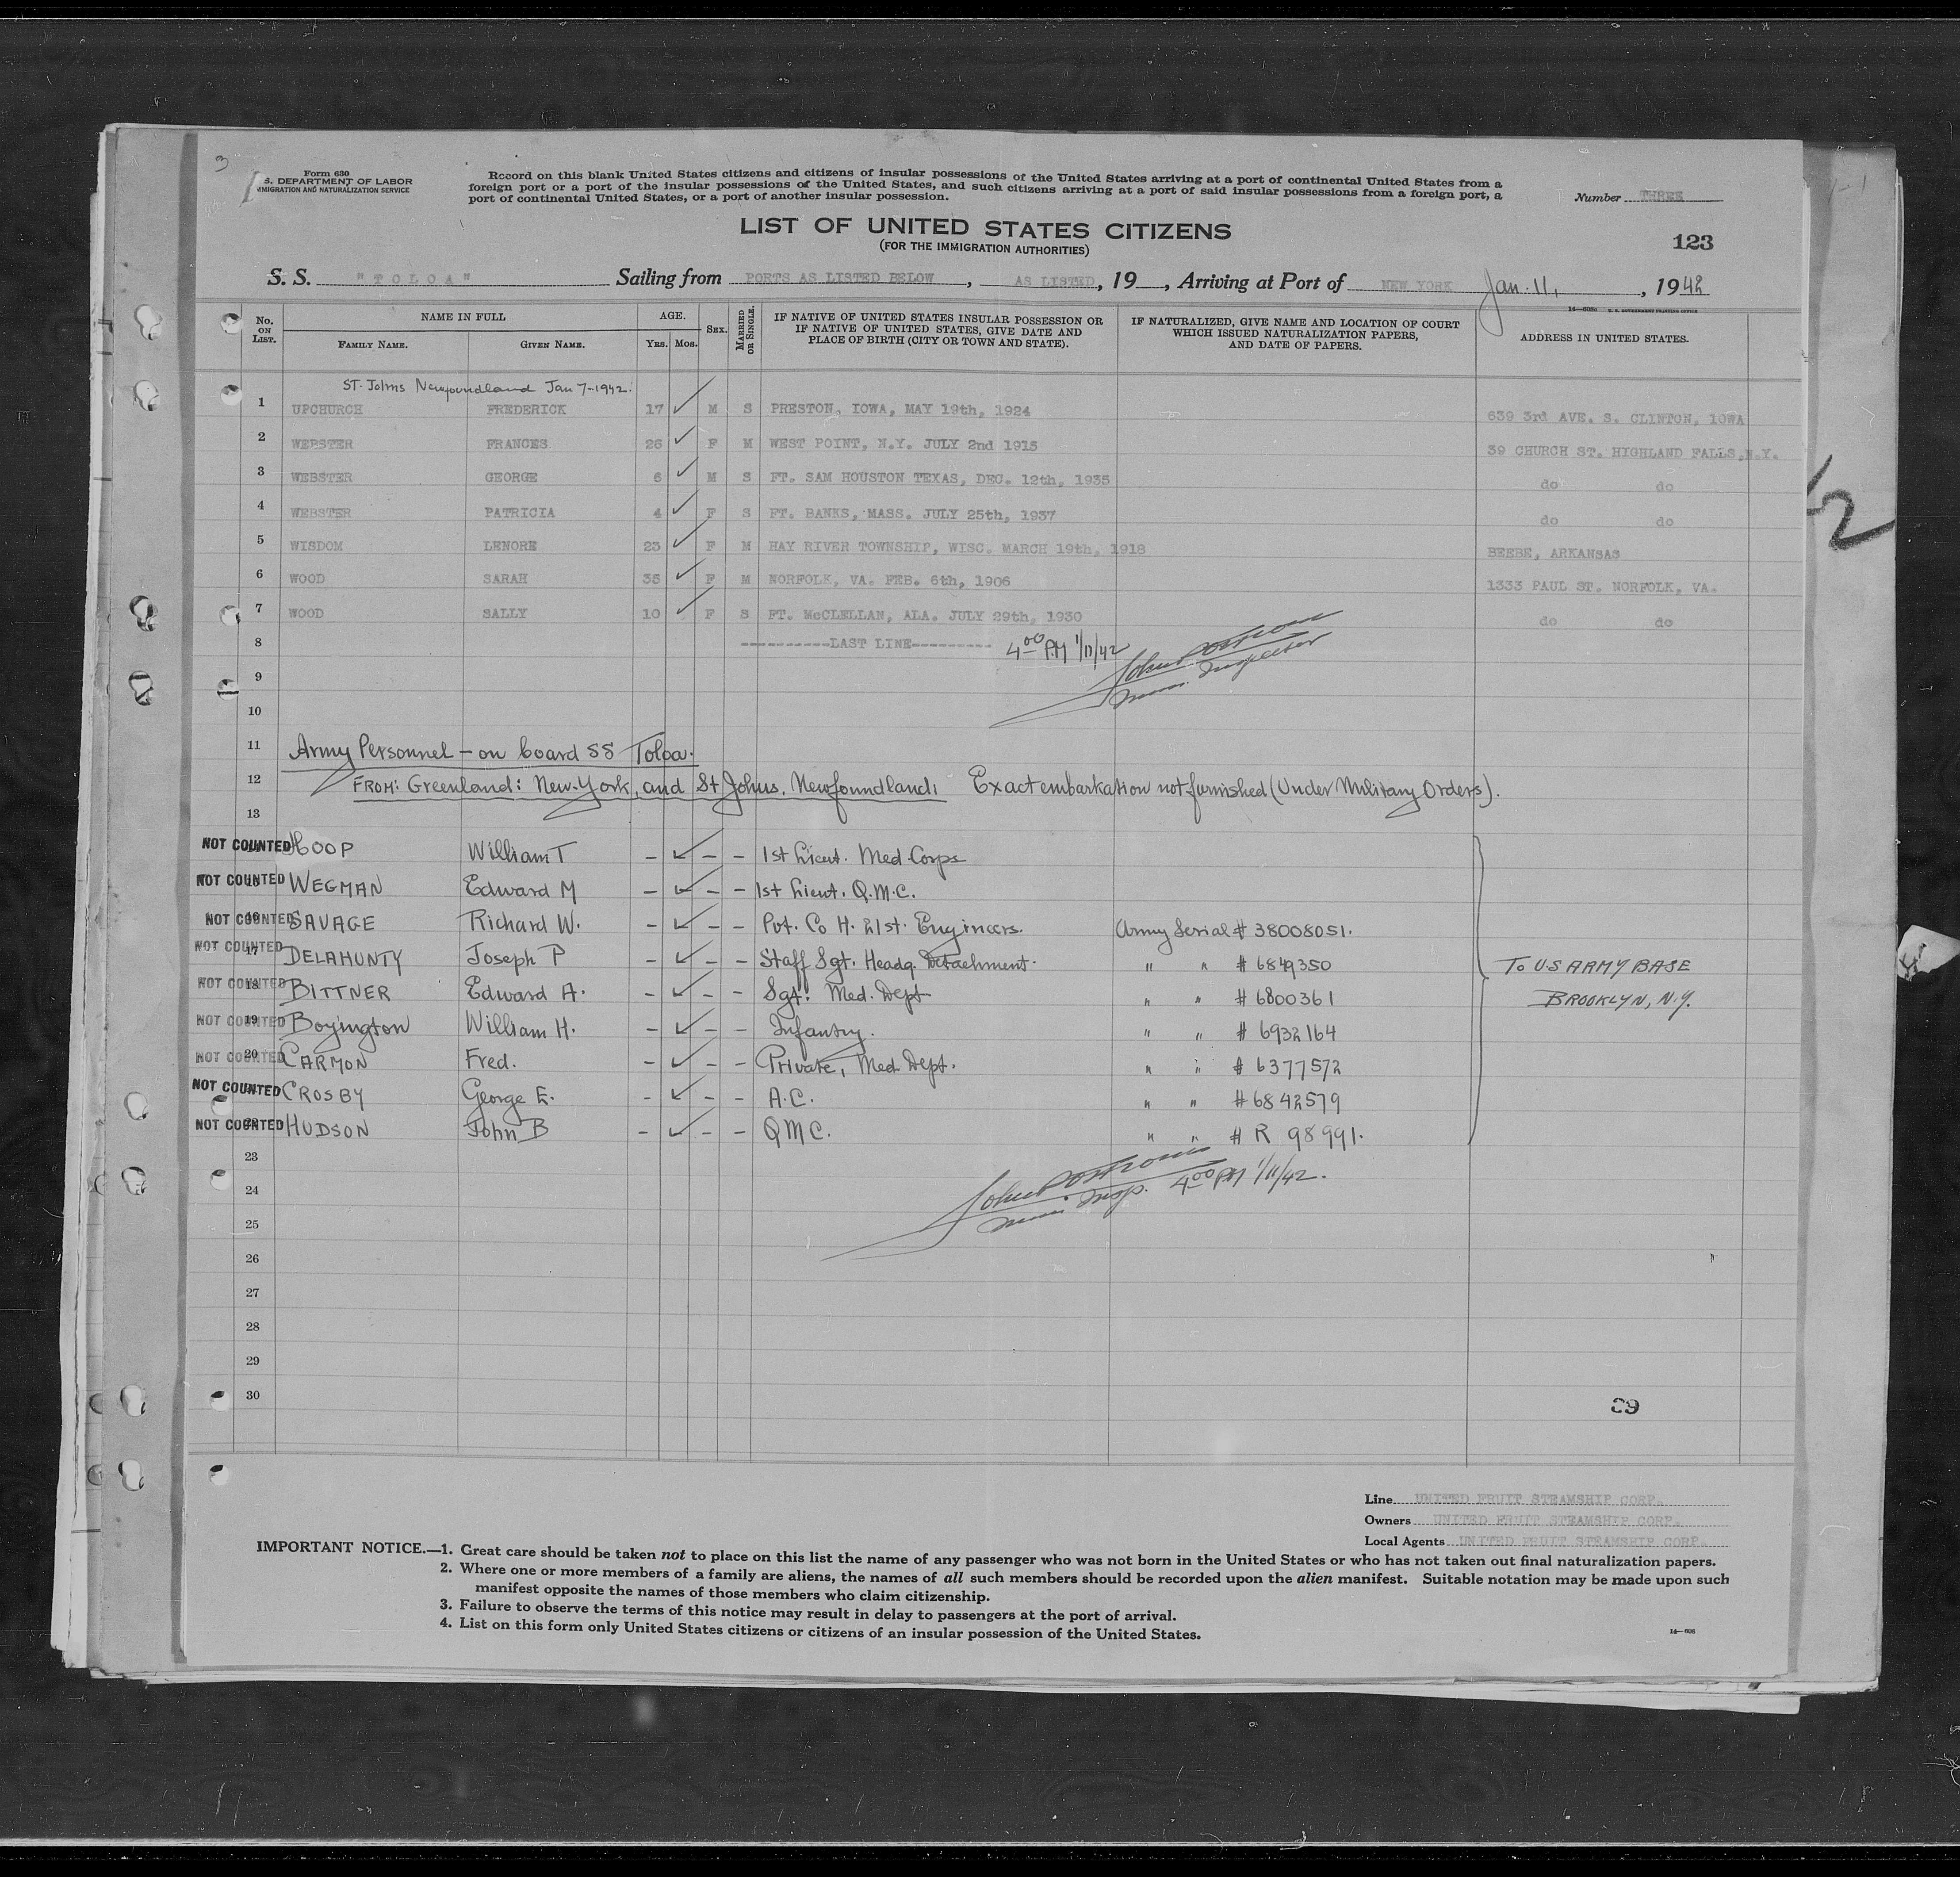 3
Form 630
S. DEPARTMENT OF LABOR
IMMIGRATION AND NATURALIZATION SERVICE
Record on this blank United States citizens and citizens of insular possessions of the United States arriving at a port of continental United States from a
foreign port or a port of the insular possessions of the United States, and such citizens arriving at a port of said insular possessions from a foreign port, a
port of continental United States, or a port of another insular possession.
Number THREE
LIST OF UNITED STATES CITIZENS
(FOR THE IMMIGRATION AUTHORITIES)
123
S. S. "TOLOA" Sailing from PORTS AS LISTED BELOW, AS LISTED, 19, Arriving at Port of NEW YORK Jan. 11, 1942
14—608 U. S. GOVERNMENT PRINTING OFFICE
No. ON LIST. NAME IN FULL FAMILY NAME. GIVEN NAME. AGE. Yrs. Mos. SEX. MARRIED OR SINGLE. IF NATIVE OF UNITED STATES INSULAR POSSESSION OR IF NATIVE OF UNITED STATES, GIVE DATE AND PLACE OF BIRTH (CITY OR TOWN AND STATE). IF NATURALIZED, GIVE NAME AND LOCATION OF COURT WHICH ISSUED NATURALIZATION PAPERS, AND DATE OF PAPERS. ADDRESS IN UNITED STATES.
ST. Johns Newfoundland Jan 7-1942.
1 UPCHURCH FREDERICK 17 ✓ M S PRESTON, IOWA, MAY 19th, 1924 639 3rd AVE. S. CLINTON, IOWA
2 WEBSTER FRANCES 26 ✓ F M WEST POINT, N.Y. JULY 2nd 1915 39 CHURCH ST. HIGHLAND FALLS, N.Y.
3 WEBSTER GEORGE 6 ✓ M S FT. SAM HOUSTON TEXAS, DEC. 12th, 1935 do do
4 WEBSTER PATRICIA 4 ✓ F S FT. BANKS, MASS. JULY 25th, 1937 do do
5 WISDOM LENORE 23 ✓ F M HAY RIVER TOWNSHIP, WISC. MARCH 19th, 1918 BEEBE, ARKANSAS
6 WOOD SARAH 35 ✓ F M NORFOLK, VA. FEB. 6th, 1906 1333 PAUL ST. NORFOLK, VA.
7 WOOD SALLY 10 ✓ F S FT. McCLELLAN, ALA. JULY 29th, 1930 do do
8 ----------LAST LINE--------- 4 00 PM 1/11/42
Inspector
9
10
11 Army Personnel - on board SS Toloa.
12 FROM: Greenland: New-York, and St Johns, Newfoundland: Exact embarkation not furnished (Under Military Orders).
13
NOT COUNTED HOOP William T - ✓ - - 1st Lieut. Med Corps
NOT COUNTED WEGMAN Edward M - ✓ - - 1st Lieut. Q.M.C.
NOT COUNTED 16 SAVAGE Richard W. - ✓ - - Pvt. Co H. 21st. Engineers. Army Serial # 38008051.
NOT COUNTED 17 DELAHUNTY Joseph P - ✓ - - Staff Sgt. Headq. Detachment. " " # 6849350 To U.S ARMY BASE
NOT COUNTED 18 BITTNER Edward A. - ✓ - - Sgt. Med. Dept " " # 6800361 BROOKLYN, N.Y.
NOT COUNTED 19 Boyington William H. - ✓ - - Infantry. " " # 6932164
NOT COUNTED 20 CARMON Fred. - ✓ - - Private, Med. Dept. " " # 6377572
NOT COUNTED CROSBY George E. - ✓ - - A.C. " " # 6842579
NOT COUNTED 22 HUDSON John B - ✓ - - QMC. " " # R 98991.
23
24 Insp. 4 00 PM 1/11/42.
25
26
27
28
29
30
39
Line UNITED FRUIT STEAMSHIP CORP.
Owners UNITED FRUIT STEAMSHIP CORP.
Local Agents UNITED FRUIT STEAMSHIP CORP.
IMPORTANT NOTICE.—1. Great care should be taken not to place on this list the name of any passenger who was not born in the United States or who has not taken out final naturalization papers.
2. Where one or more members of a family are aliens, the names of all such members should be recorded upon the alien manifest. Suitable notation may be made upon such
manifest opposite the names of those members who claim citizenship.
3. Failure to observe the terms of this notice may result in delay to passengers at the port of arrival.
4. List on this form only United States citizens or citizens of an insular possession of the United States.
14—608